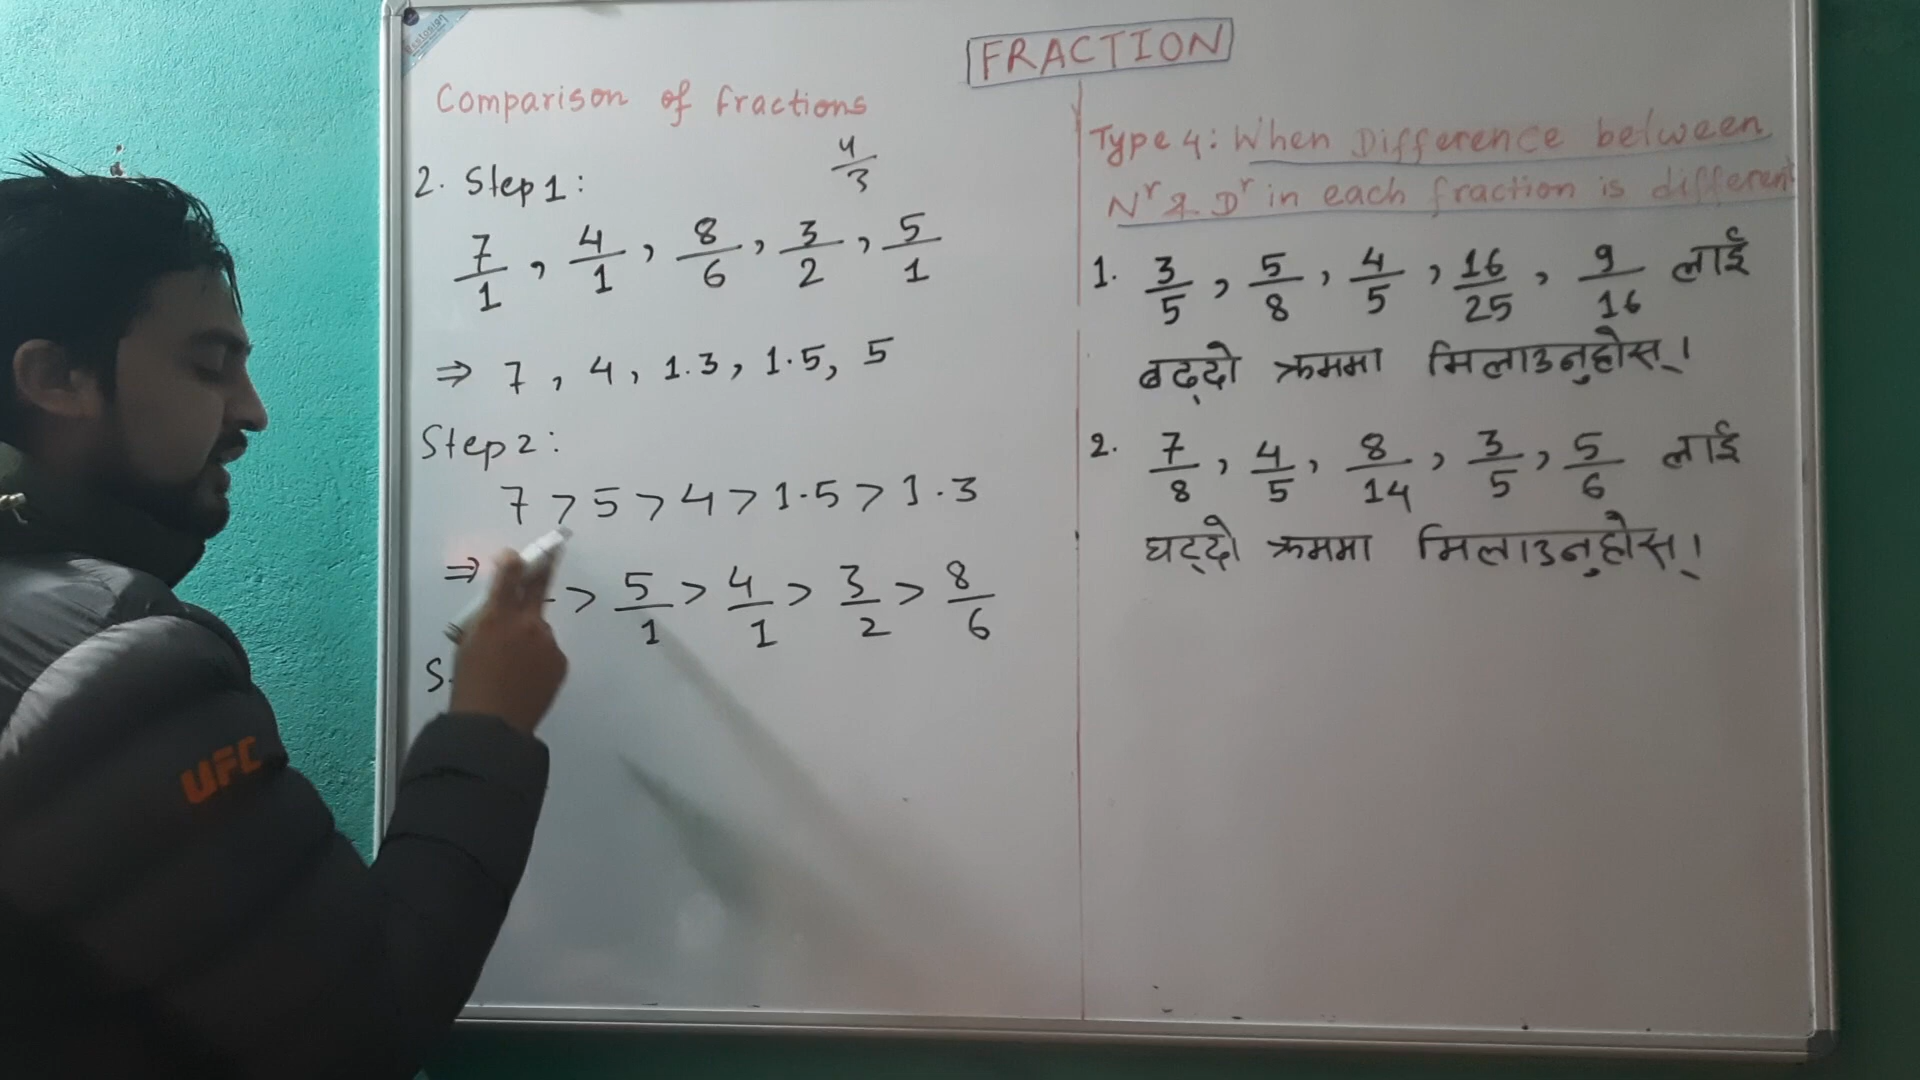 FRACTION
Comparison of fractions
4/3
2. Step 1:
7/1, 4/1, 8/6, 3/2, 5/1
⇒ 7, 4, 1.3, 1.5, 5
Step 2:
7 > 5 > 4 > 1.5 > 1.3
⇒ > 5/1 > 4/1 > 3/2 > 8/6
S
Type 4: When Difference between
Nʳ & Dʳ in each fraction is different
1. 3/5, 5/8, 4/5, 16/25, 9/16 लाई
बढ्दो क्रममा मिलाउनुहोस्।
2. 7/8, 4/5, 8/14, 3/5, 5/6 लाई
घट्दो क्रममा मिलाउनुहोस्।
UFC